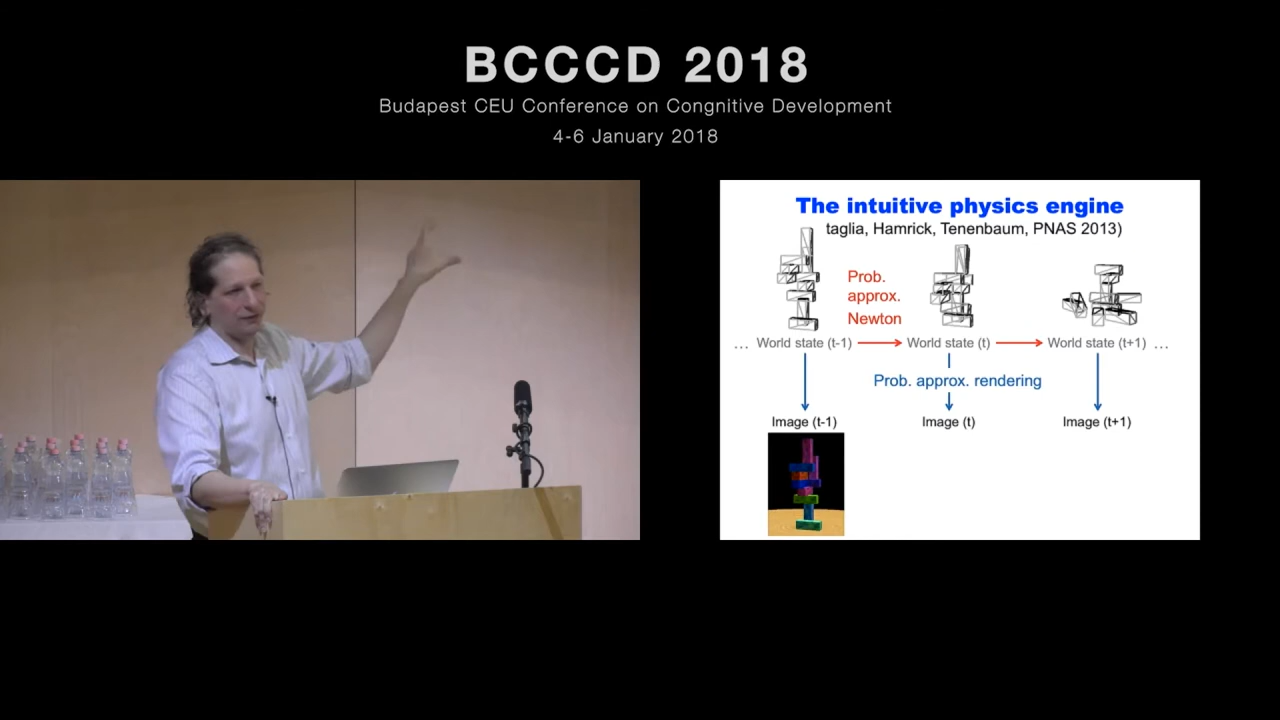 BCCCD 2018
Budapest CEU Conference on Congnitive Development
4-6 January 2018
The intuitive physics engine
taglia, Hamrick, Tenenbaum, PNAS 2013)
Prob.
approx.
Newton
... World state (t-1) World state (t) World state (t+1) ...
Prob. approx. rendering
Image (t-1) Image (t) Image (t+1)